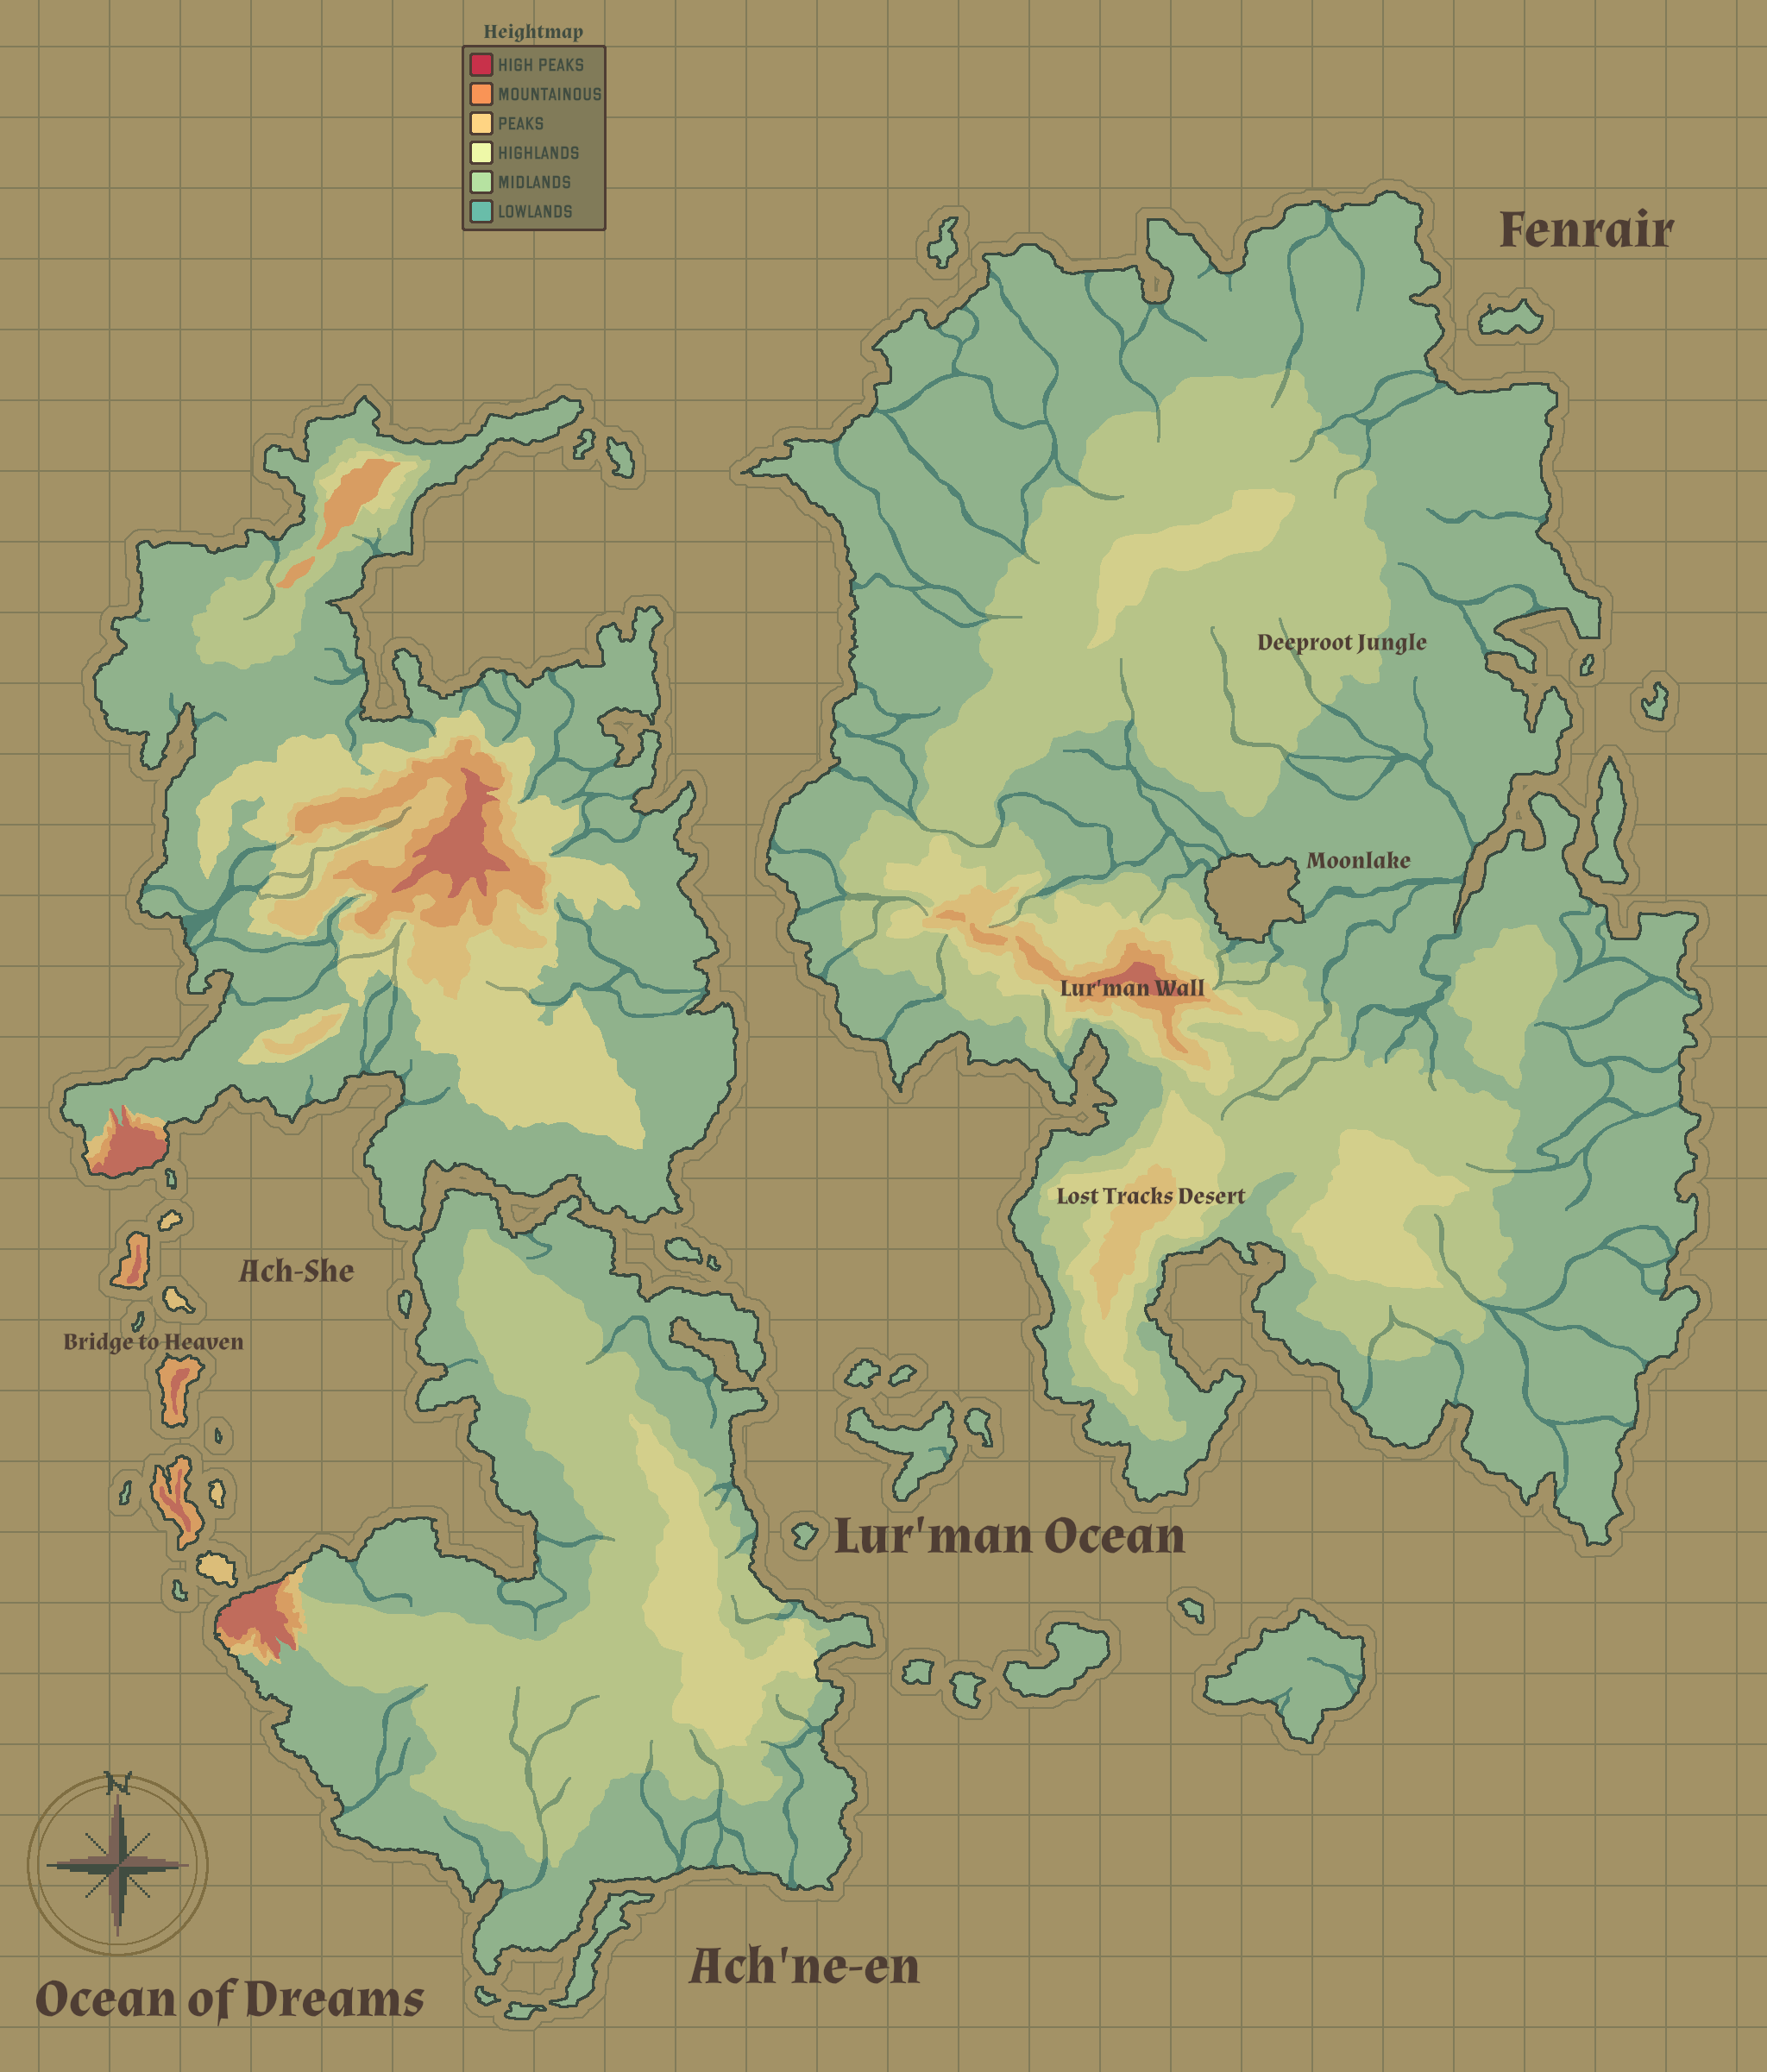 Heightmap
HIGH PEAKS
MOUNTAINOUS
PEAKS
HIGHLANDS
MIDLANDS
LOWLANDS
Fenrair
Deeproot Jungle
Moonlake
Lur'man Wall
Lost Tracks Desert
Ach-She
Bridge to Heaven
Lur'man Ocean
N
Ach'ne-en
Ocean of Dreams